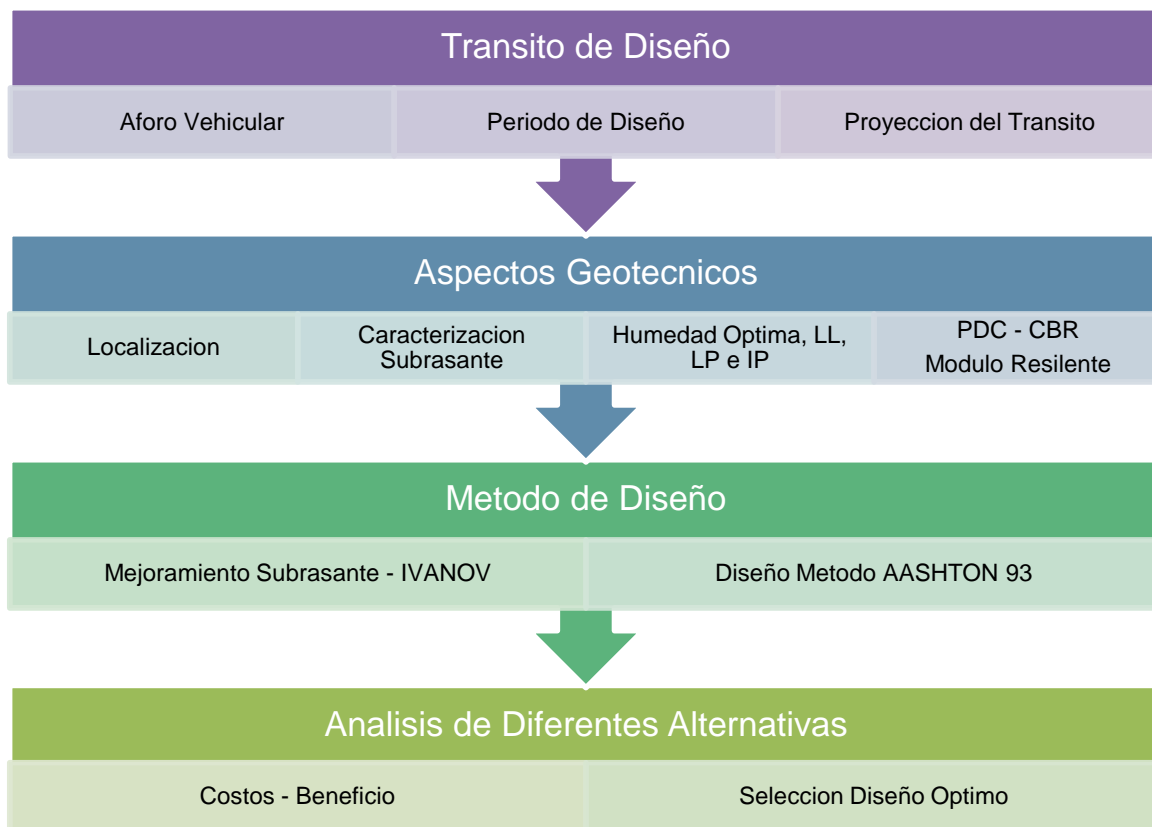 Transito de Diseño
Aforo Vehicular
Periodo de Diseño
Proyeccion del Transito
Aspectos Geotecnicos
Localizacion
Caracterizacion
Subrasante
Humedad Optima, LL,
LP e IP
PDC - CBR
Modulo Resilente
Metodo de Diseño
Mejoramiento Subrasante - IVANOV
Diseño Metodo AASHTON 93
Analisis de Diferentes Alternativas
Costos - Beneficio
Seleccion Diseño Optimo